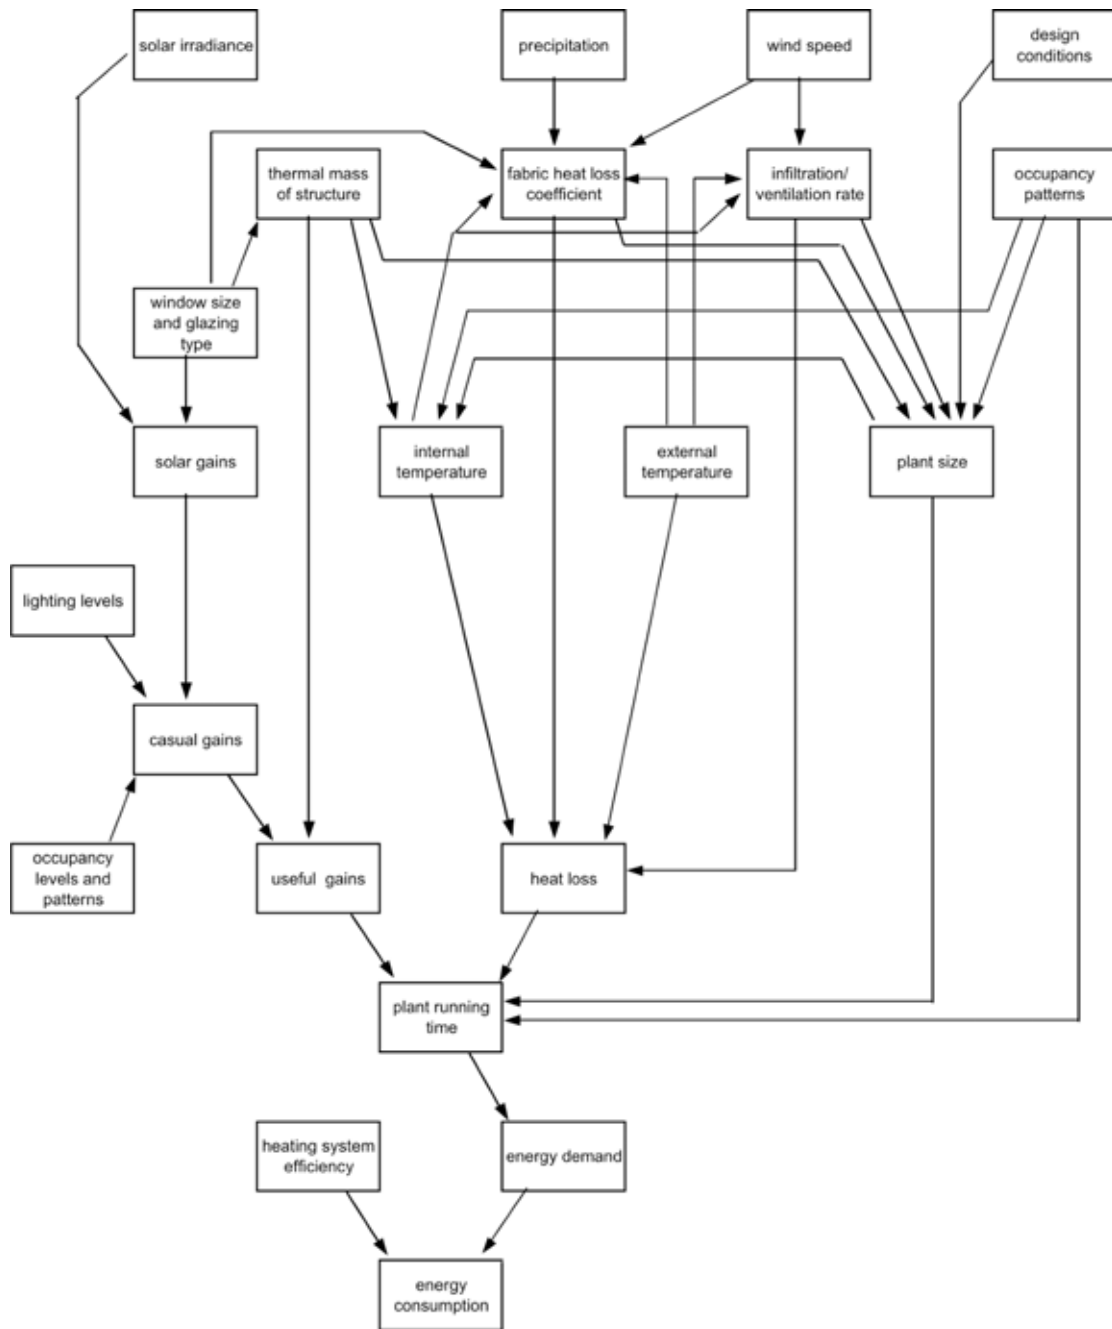 solar irradiance
precipitation
wind speed
design
conditions
thermal mass
of structure
fabric heat loss
coefficient
infiltration/
ventilation rate
occupancy
patterns
window size
and glazing
type
solar gains
internal
temperature
external
temperature
plant size
lighting levels
casual gains
occupancy
levels and
patterns
useful gains
heat loss
plant running
time
heating system
efficiency
energy demand
energy
consumption